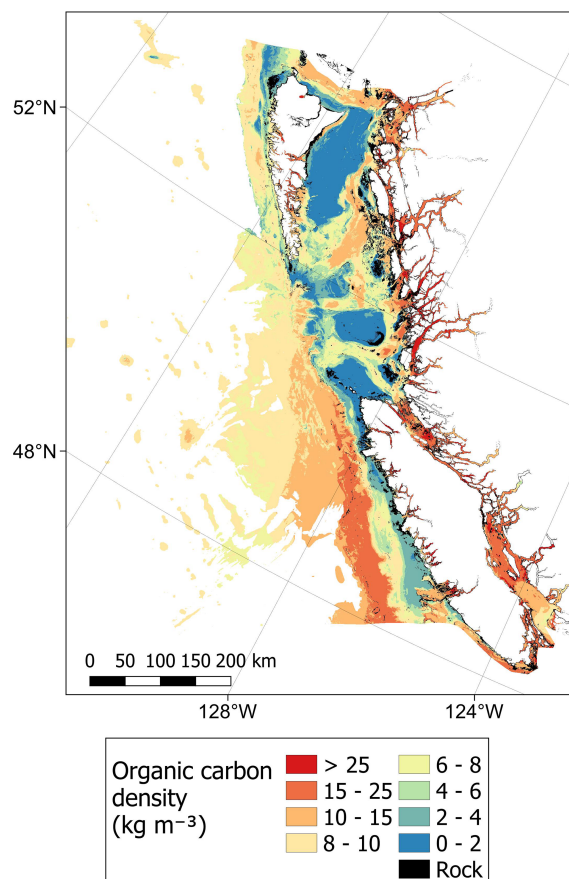 52°N
48°N
0 50 100 150 200 km
128°W 124°W
Organic carbon
density
(kg m⁻³)
> 25
15 - 25
10 - 15
8 - 10
6 - 8
4 - 6
2 - 4
0 - 2
Rock